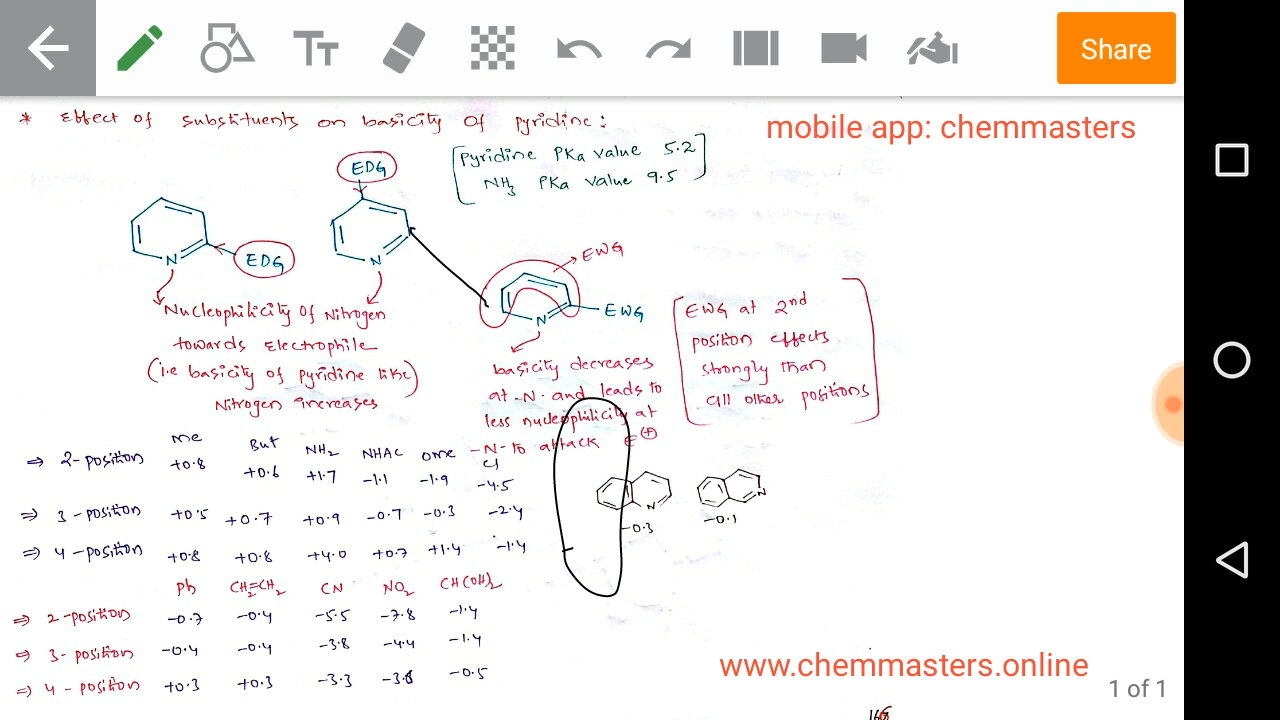 TT
Share
* Effect of substituents on basicity of pyridine:
mobile app: chemmasters
EDG
[Pyridine PKa value 5.2
NH3 PKa value 9.5]
N EDG
N
EWG
N EWG
Nucleophilicity of Nitrogen
towards Electrophile
(i.e basicity of pyridine like)
Nitrogen increases
basicity decreases
at -N- and leads to
less nucleophilicity at
-N- to attack E(+)
[EWG at 2nd
position effects
strongly than
all other positions]
Me But NH2 NHAC OMe Cl
⇒ 2-position +0.8 +0.6 +1.7 -1.1 -1.9 -4.5
⇒ 3-position +0.5 +0.7 +0.9 -0.7 -0.3 -2.4
⇒ 4-position +0.8 +0.8 +4.0 +0.7 +1.4 -1.4
N N
-0.3 -0.1
Ph CH=CH2 CN NO2 CH(OH)2
⇒ 2-position -0.7 -0.4 -5.5 -7.8 -1.4
⇒ 3-position -0.4 -0.4 -3.8 -4.4 -1.4
⇒ 4-position +0.3 +0.3 -3.3 -0.5
www.chemmasters.online
1 of 1